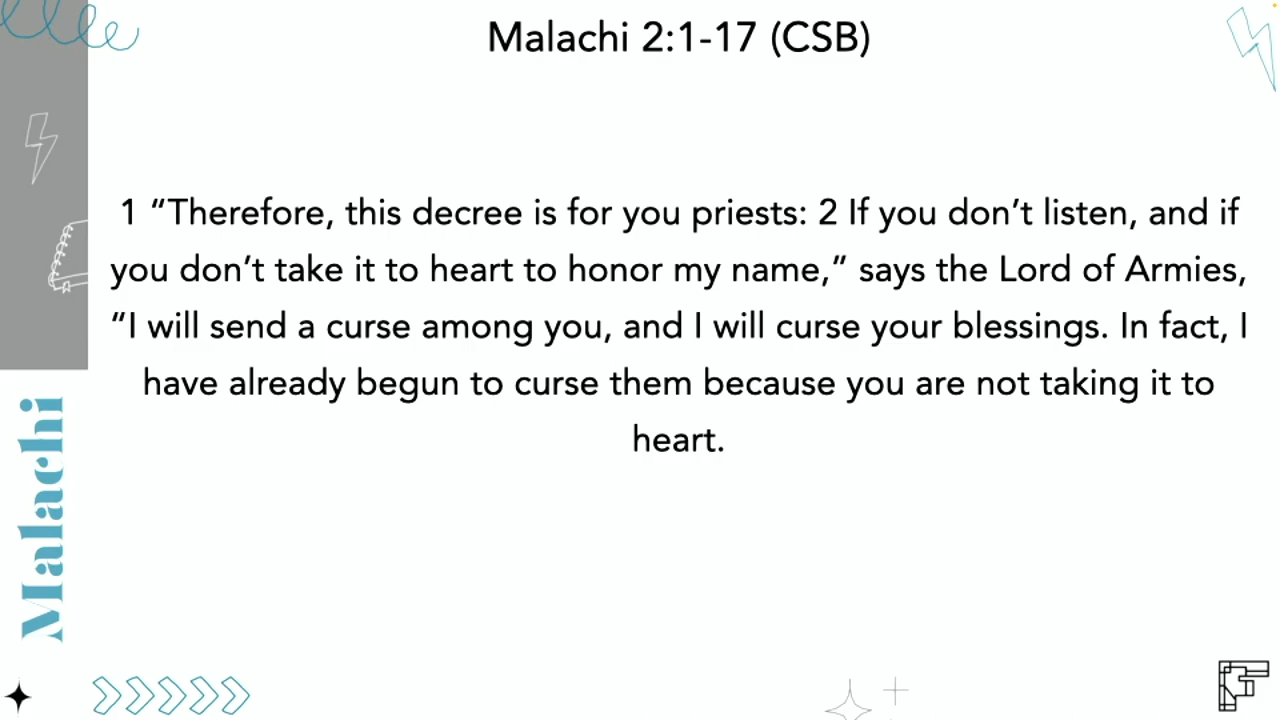 Malachi 2:1-17 (CSB)
1 “Therefore, this decree is for you priests: 2 If you don’t listen, and if
you don’t take it to heart to honor my name,” says the Lord of Armies,
“I will send a curse among you, and I will curse your blessings. In fact, I
have already begun to curse them because you are not taking it to
heart.
Malachi